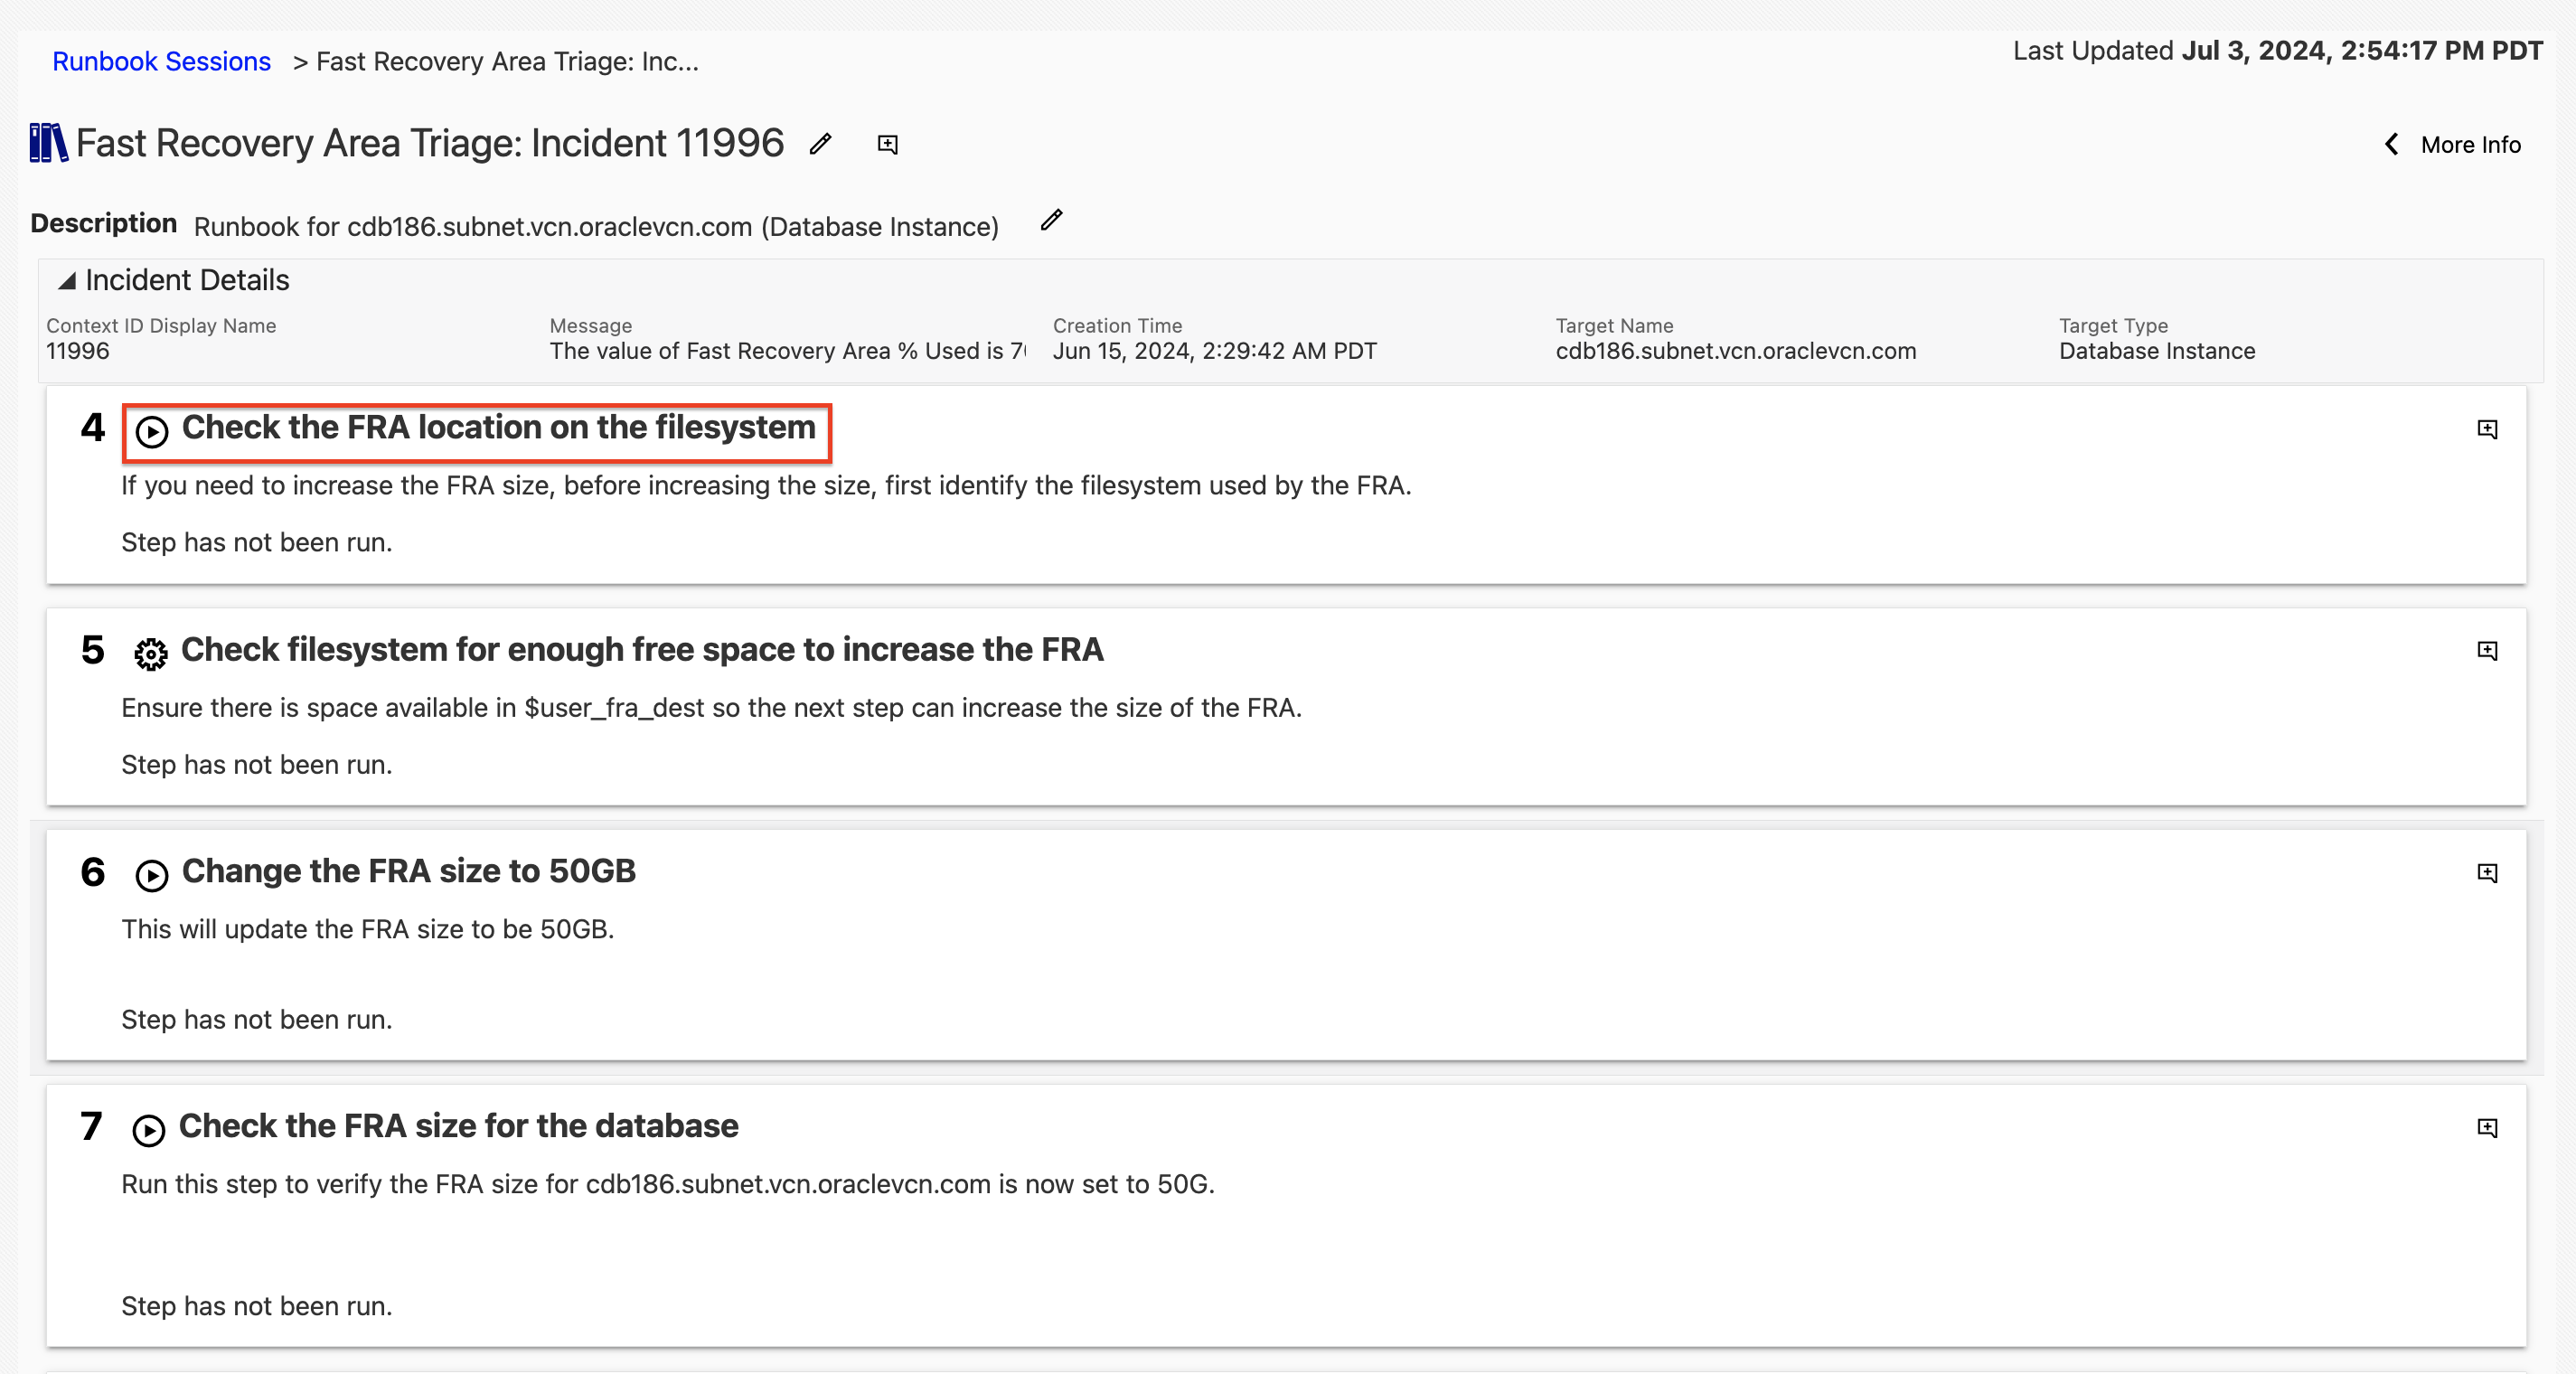 Runbook Sessions > Fast Recovery Area Triage: Inc...
Last Updated Jul 3, 2024, 2:54:17 PM PDT
Fast Recovery Area Triage: Incident 11996
More Info
Description Runbook for cdb186.subnet.vcn.oraclevcn.com (Database Instance)
Incident Details
Context ID Display Name
11996
Message
The value of Fast Recovery Area % Used is 7
Creation Time
Jun 15, 2024, 2:29:42 AM PDT
Target Name
cdb186.subnet.vcn.oraclevcn.com
Target Type
Database Instance
4 Check the FRA location on the filesystem
If you need to increase the FRA size, before increasing the size, first identify the filesystem used by the FRA.
Step has not been run.
5 Check filesystem for enough free space to increase the FRA
Ensure there is space available in $user_fra_dest so the next step can increase the size of the FRA.
Step has not been run.
6 Change the FRA size to 50GB
This will update the FRA size to be 50GB.
Step has not been run.
7 Check the FRA size for the database
Run this step to verify the FRA size for cdb186.subnet.vcn.oraclevcn.com is now set to 50G.
Step has not been run.